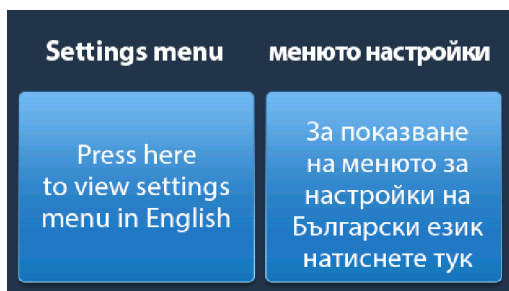 Settings menu
менюто настройки
Press here
to view settings
menu in English
За показване
на менюто за
настройки на
Български език
натиснете тук